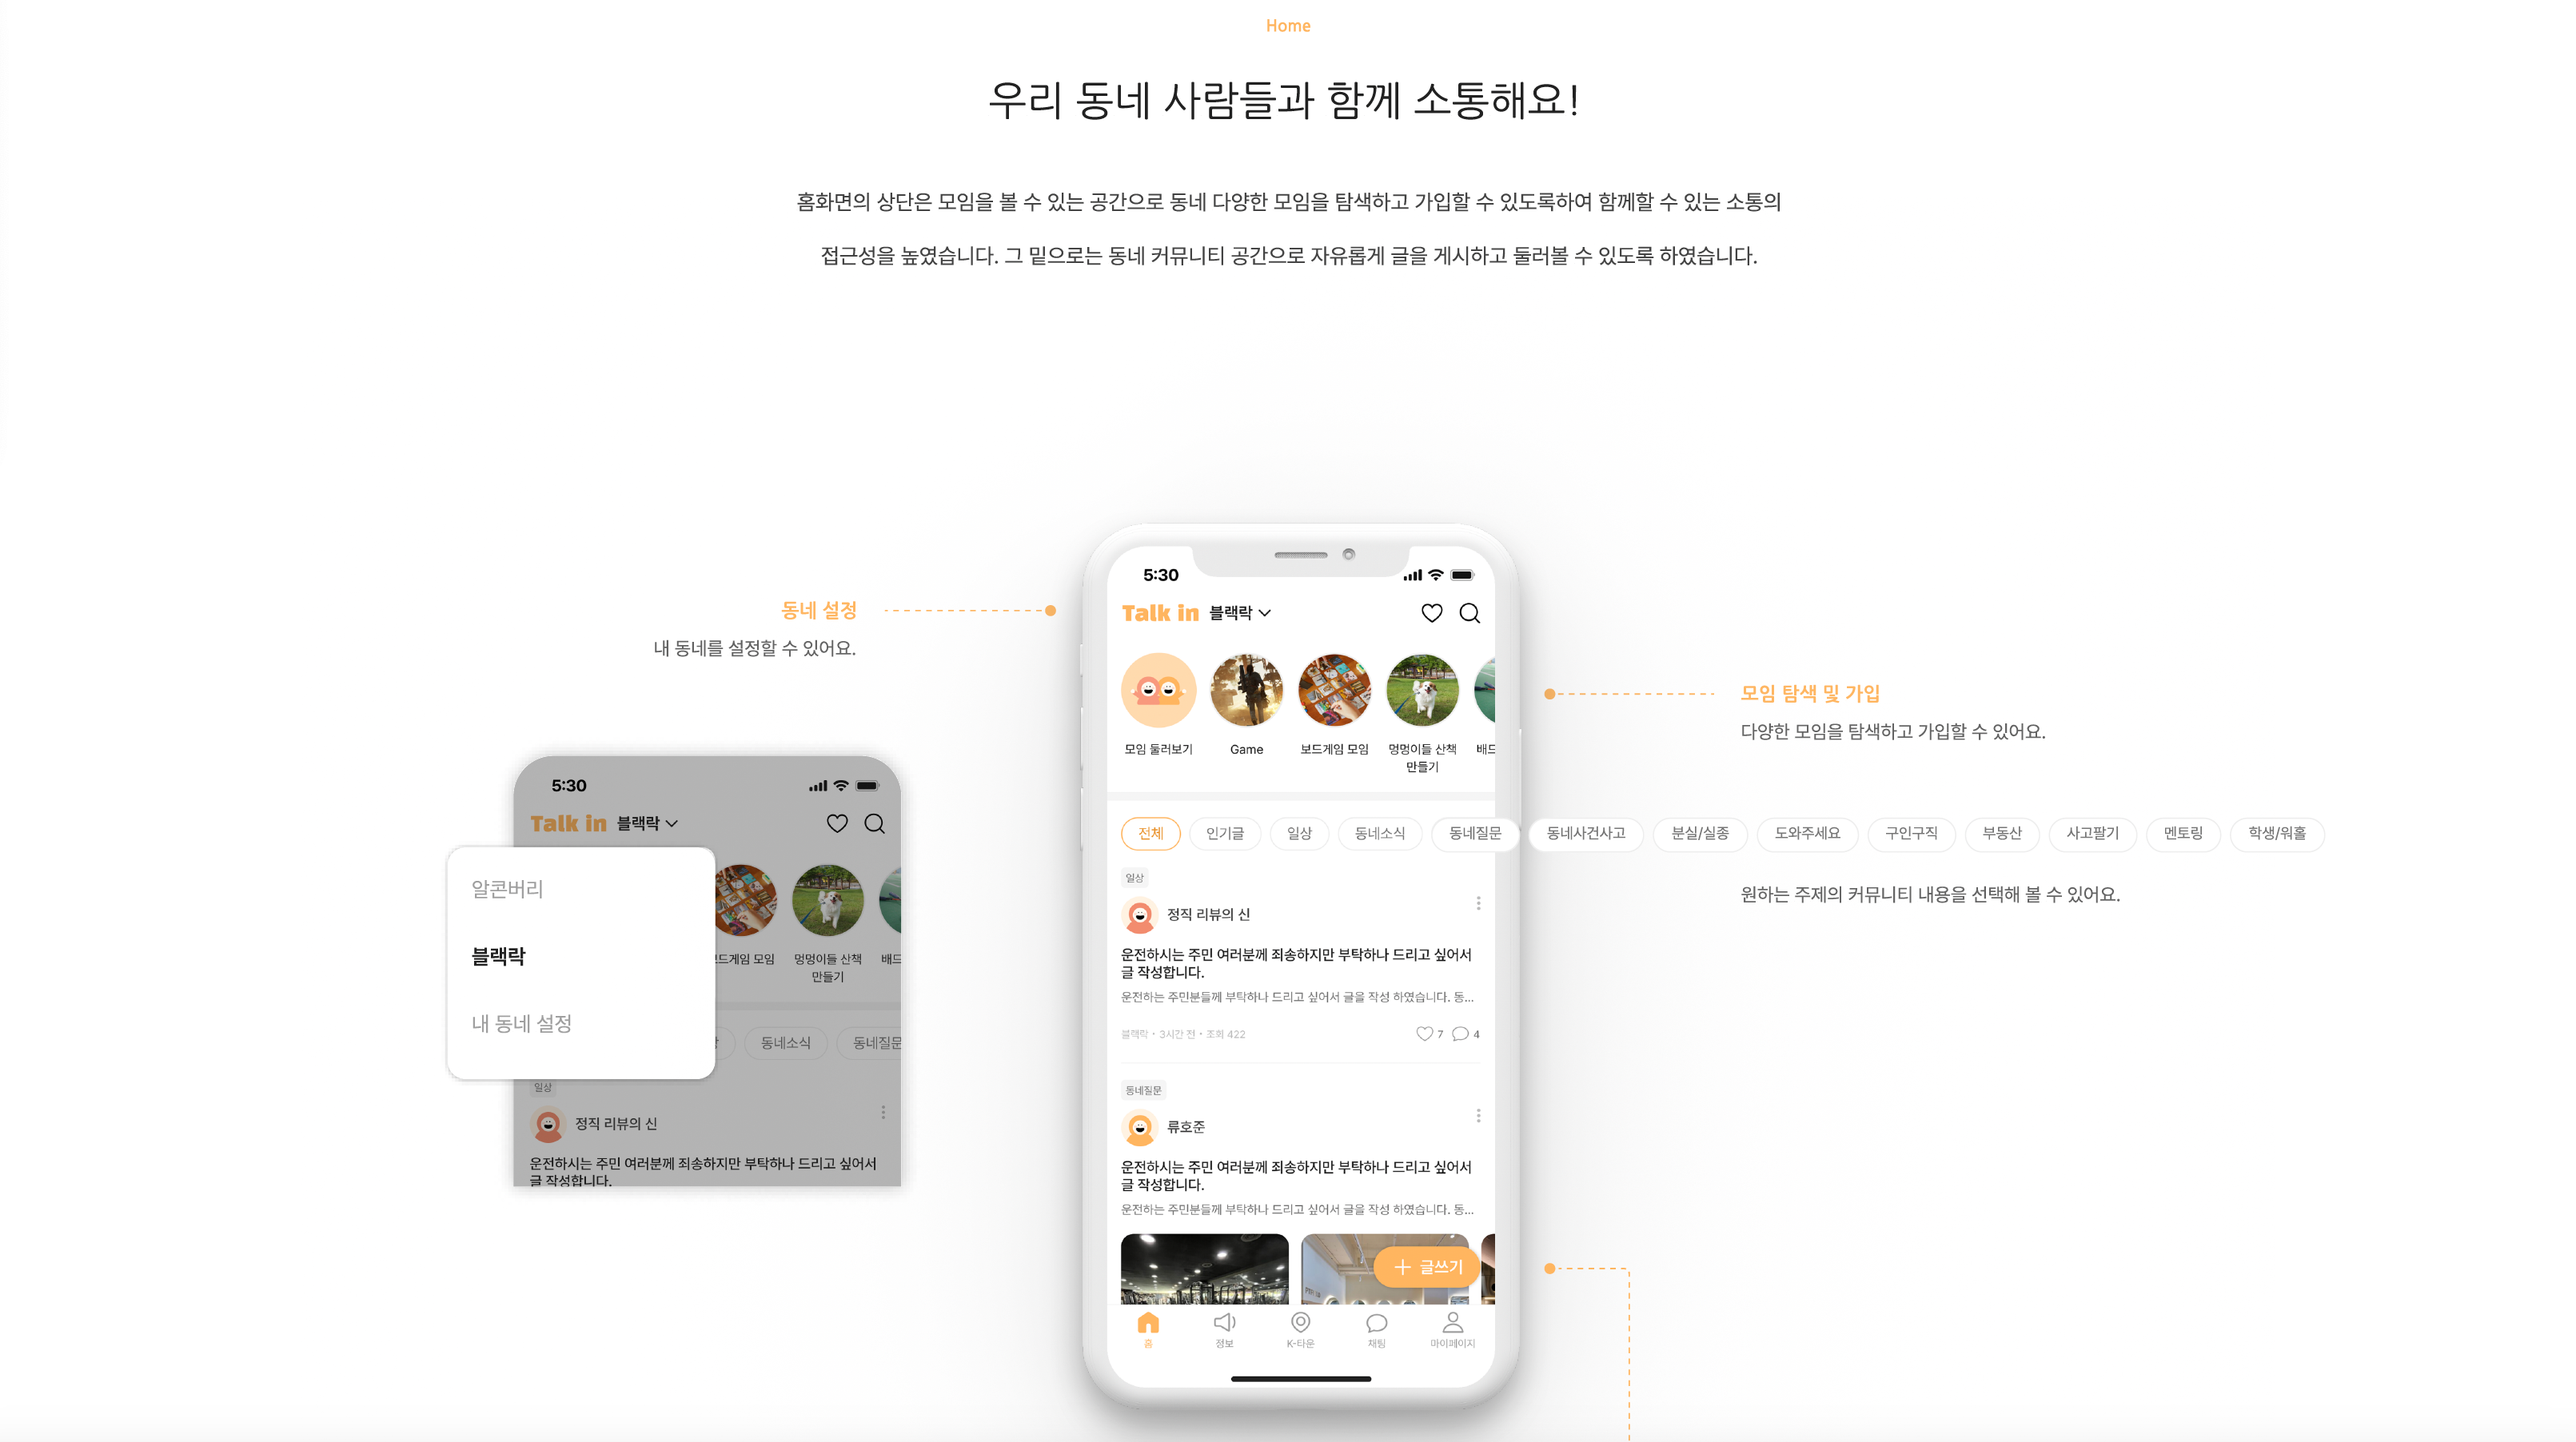 Home
우리 동네 사람들과 함께 소통해요!
홈화면의 상단은 모임을 볼 수 있는 공간으로 동네 다양한 모임을 탐색하고 가입할 수 있도록하여 함께할 수 있는 소통의
접근성을 높였습니다. 그 밑으로는 동네 커뮤니티 공간으로 자유롭게 글을 게시하고 둘러볼 수 있도록 하였습니다.
동네 설정
내 동네를 설정할 수 있어요.
5:30
Talk in 블랙락
알콘버리
블랙락
내 동네 설정
보드게임 모임 멍멍이들 산책 배드
만들기
동네소식 동네질문
일상
정직 리뷰의 신
운전하시는 주민 여러분께 죄송하지만 부탁하나 드리고 싶어서
글 작성합니다.
5:30
Talk in 블랙락
모임 둘러보기 Game 보드게임 모임 멍멍이들 산책 배드
만들기
전체 인기글 일상 동네소식 동네질문 동네사건사고 분실/실종 도와주세요 구인구직 부동산 사고팔기 멘토링 학생/워홀
일상
정직 리뷰의 신
운전하시는 주민 여러분께 죄송하지만 부탁하나 드리고 싶어서
글 작성합니다.
운전하는 주민분들께 부탁하나 드리고 싶어서 글을 작성 하였습니다. 동...
블랙락 · 3시간 전 · 조회 422 7 4
동네질문
류호준
운전하시는 주민 여러분께 죄송하지만 부탁하나 드리고 싶어서
글 작성합니다.
운전하는 주민분들께 부탁하나 드리고 싶어서 글을 작성 하였습니다. 동...
+ 글쓰기
홈 정보 K-타운 채팅 마이페이지
모임 탐색 및 가입
다양한 모임을 탐색하고 가입할 수 있어요.
원하는 주제의 커뮤니티 내용을 선택해 볼 수 있어요.